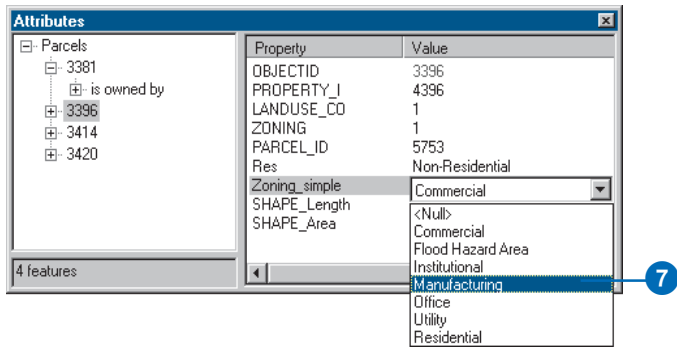 Attributes
Parcels
3381
is owned by
3396
3414
3420
4 features
Property Value
OBJECTID 3396
PROPERTY_I 4396
LANDUSE_CO 1
ZONING 1
PARCEL_ID 5753
Res Non-Residential
Zoning_simple Commercial
SHAPE_Length
SHAPE_Area
<Null>
Commercial
Flood Hazard Area
Institutional
Manufacturing
Office
Utility
Residential
7